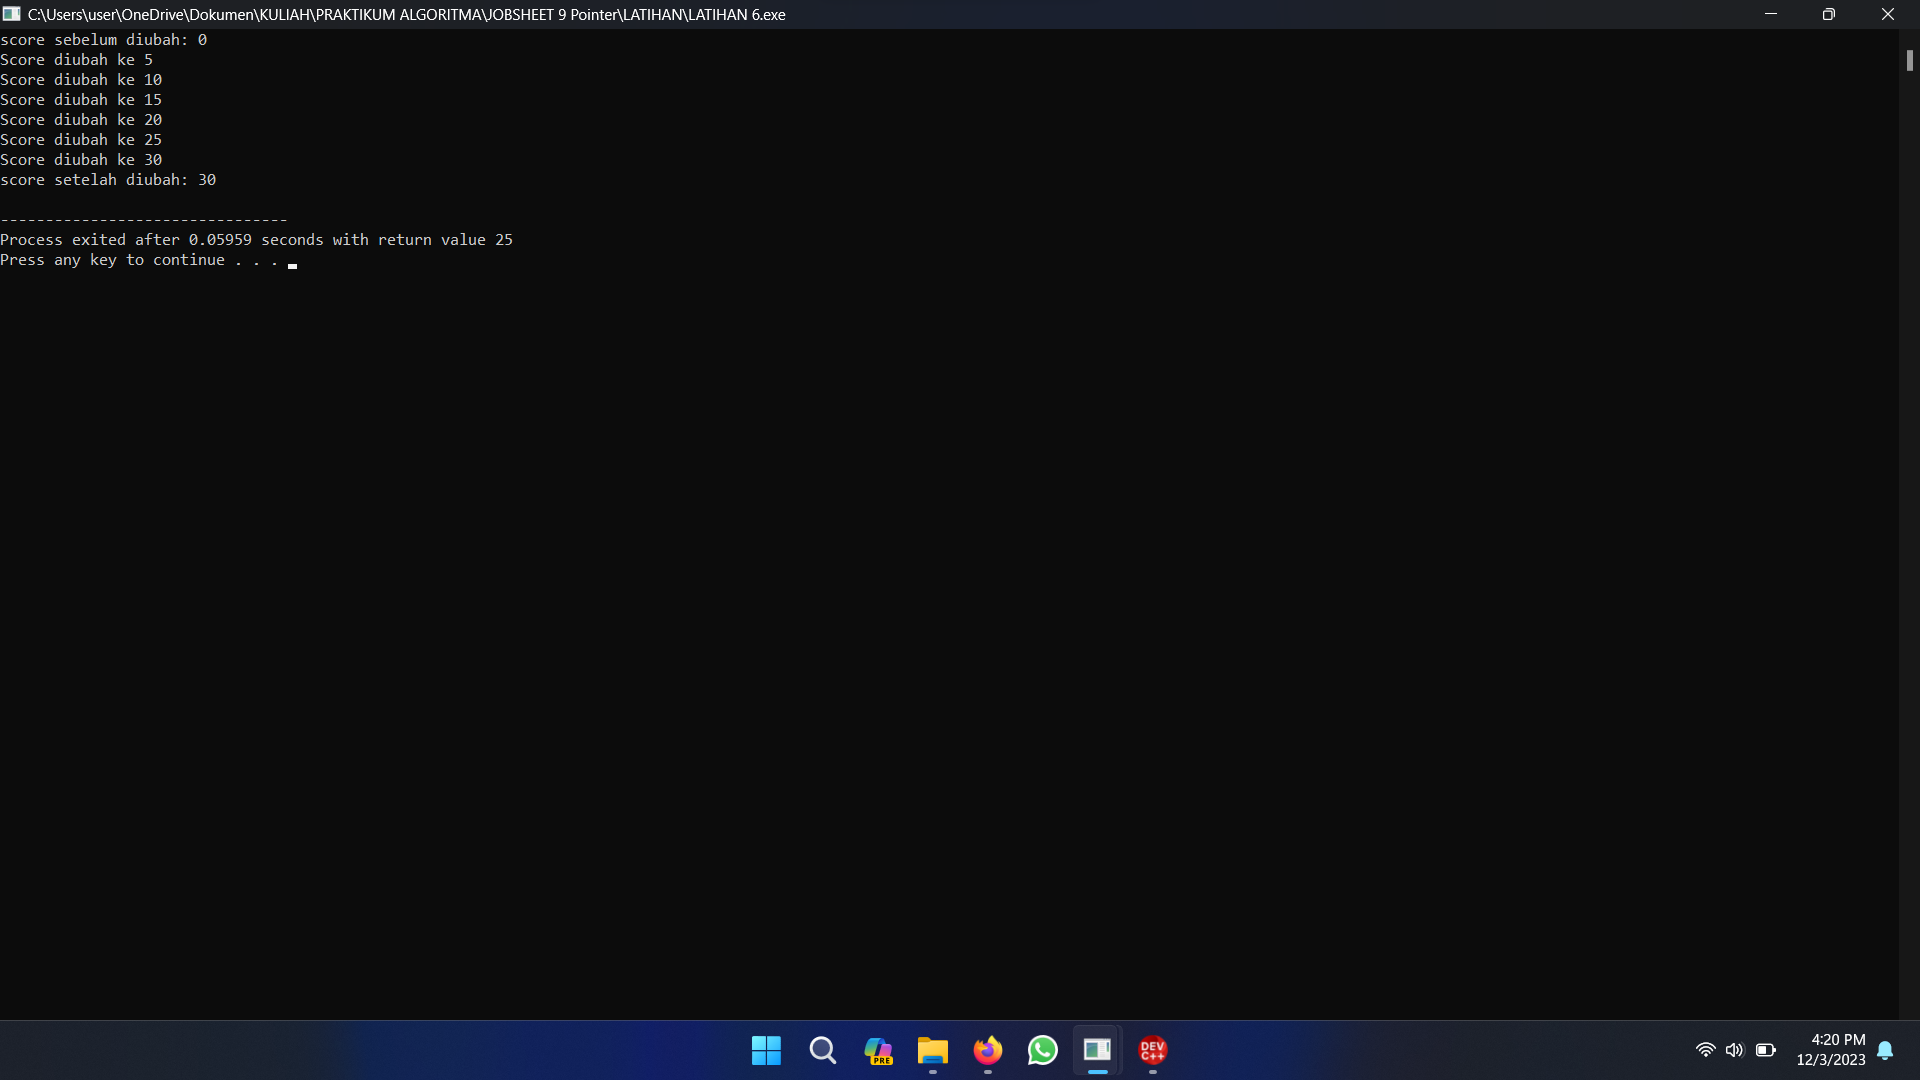 C:\Users\user\OneDrive\Dokumen\KULIAH\PRAKTIKUM ALGORITMA\JOBSHEET 9 Pointer\LATIHAN\LATIHAN 6.exe
score sebelum diubah: 0
Score diubah ke 5
Score diubah ke 10
Score diubah ke 15
Score diubah ke 20
Score diubah ke 25
Score diubah ke 30
score setelah diubah: 30
--------------------------------
Process exited after 0.05959 seconds with return value 25
Press any key to continue . . .
PRE
DEV
C++
4:20 PM
12/3/2023